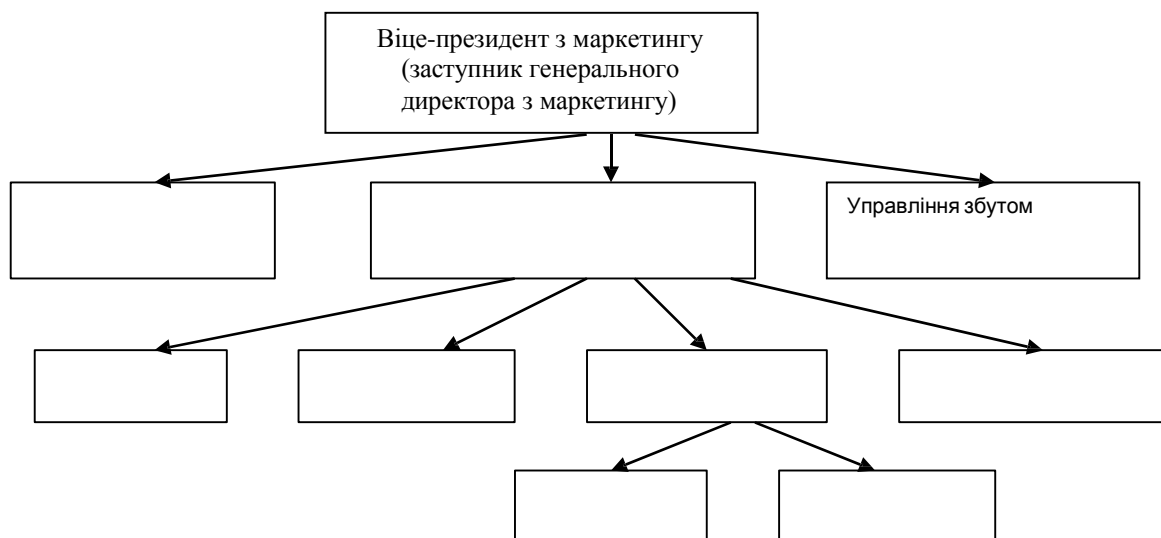 Віце-президент з маркетингу
(заступник генерального
директора з маркетингу)
Управління збутом